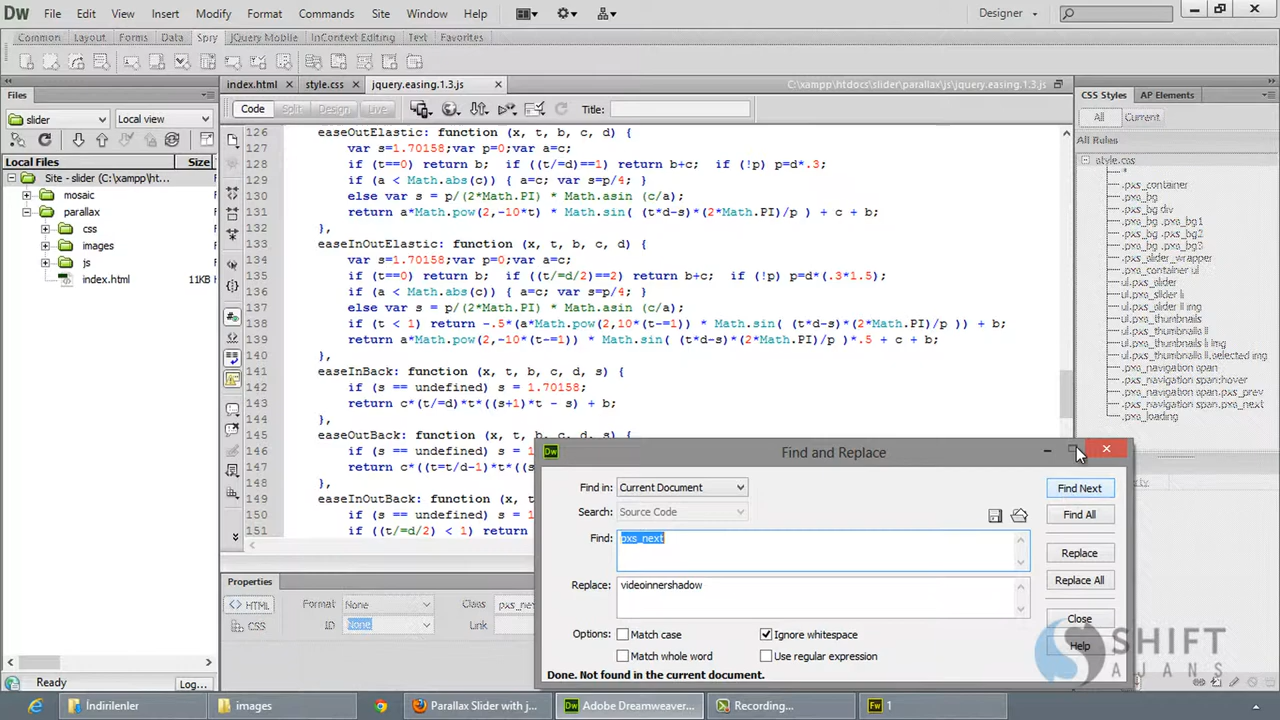 Dw File Edit View Insert Modify Format Commands Site Window Help Designer
Common Layout Forms Data Spry jQuery Mobile InContext Editing Text Favorites
Files
slider Local view
Local Files Size
Site - slider (C:\xampp\ht...
mosaic
parallax
css
images
js
index.html 11KB
index.html style.css jquery.easing.1.3.js C:\xampp\htdocs\slider\parallax\js\jquery.easing.1.3.js
Code Split Design Live Title:
126 easeOutElastic: function (x, t, b, c, d) {
127 var s=1.70158;var p=0;var a=c;
128 if (t==0) return b; if ((t/=d)==1) return b+c; if (!p) p=d*.3;
129 if (a < Math.abs(c)) { a=c; var s=p/4; }
130 else var s = p/(2*Math.PI) * Math.asin (c/a);
131 return a*Math.pow(2,-10*t) * Math.sin( (t*d-s)*(2*Math.PI)/p ) + c + b;
132 },
133 easeInOutElastic: function (x, t, b, c, d) {
134 var s=1.70158;var p=0;var a=c;
135 if (t==0) return b; if ((t/=d/2)==2) return b+c; if (!p) p=d*(.3*1.5);
136 if (a < Math.abs(c)) { a=c; var s=p/4; }
137 else var s = p/(2*Math.PI) * Math.asin (c/a);
138 if (t < 1) return -.5*(a*Math.pow(2,10*(t-=1)) * Math.sin( (t*d-s)*(2*Math.PI)/p )) + b;
139 return a*Math.pow(2,-10*(t-=1)) * Math.sin( (t*d-s)*(2*Math.PI)/p )*.5 + c + b;
140 },
141 easeInBack: function (x, t, b, c, d, s) {
142 if (s == undefined) s = 1.70158;
143 return c*(t/=d)*t*((s+1)*t - s) + b;
144 },
145 easeOutBack: function (x, t, b, c, d, s) {
146 if (s == undefined) s = 1
147 return c*((t=t/d-1)*t*((s
148 },
149 easeInOutBack: function (x,
150 if (s == undefined) s = 1
151 if ((t/=d/2) < 1) return
CSS Styles AP Elements
All Current
All Rules
style.css
*
.pxs_container
.pxs_bg
.pxs_bg div
.pxs_bg .pxs_bg1
.pxs_bg .pxs_bg2
.pxs_bg .pxs_bg3
.pxs_slider_wrapper
.pxs_container ul
ul.pxs_slider
ul.pxs_slider li
ul.pxs_slider li img
ul.pxs_thumbnails
ul.pxs_thumbnails li
ul.pxs_thumbnails li img
ul.pxs_thumbnails li.selected img
.pxs_navigation span
.pxs_navigation span:hover
.pxs_navigation span.pxs_prev
.pxs_navigation span.pxs_next
.pxs_loading
Find and Replace
Find in: Current Document Find Next
Search: Source Code Find All
Find: pxs_next
Replace
Replace: videoinnershadow Replace All
Options: Match case Ignore whitespace Close
Match whole word Use regular expression Help
Done. Not found in the current document.
Properties
HTML Format None Class
CSS ID None Link
SHIFT
AJANS
Ready Log...
İndirilenler images Parallax Slider with j... Adobe Dreamweaver... Recording... 1